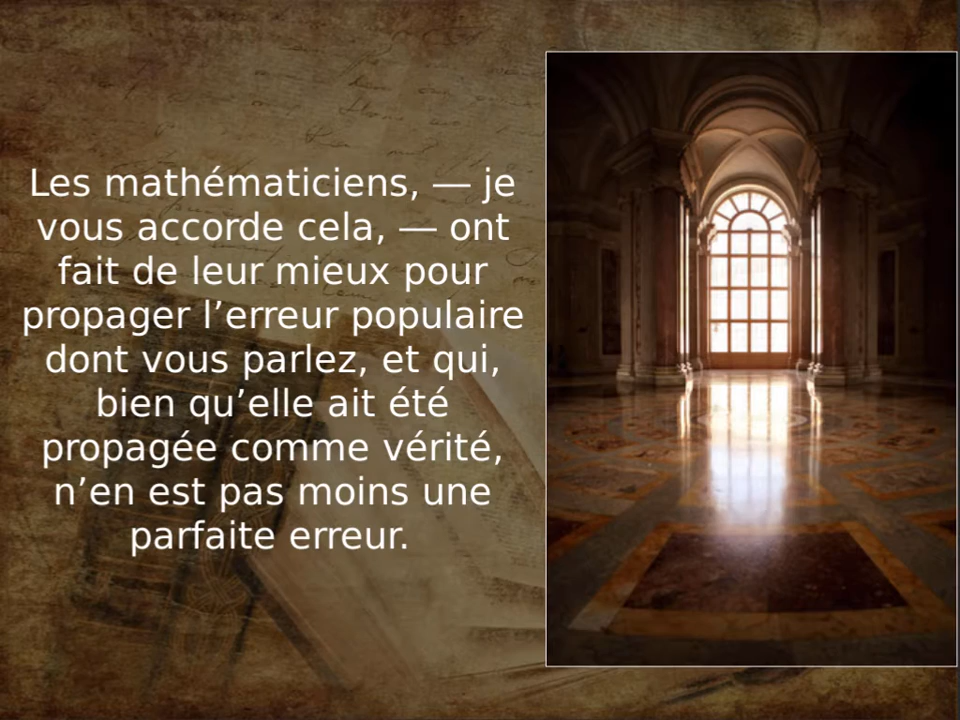 Les mathématiciens, — je
vous accorde cela, — ont
fait de leur mieux pour
propager l’erreur populaire
dont vous parlez, et qui,
bien qu’elle ait été
propagée comme vérité,
n’en est pas moins une
parfaite erreur.